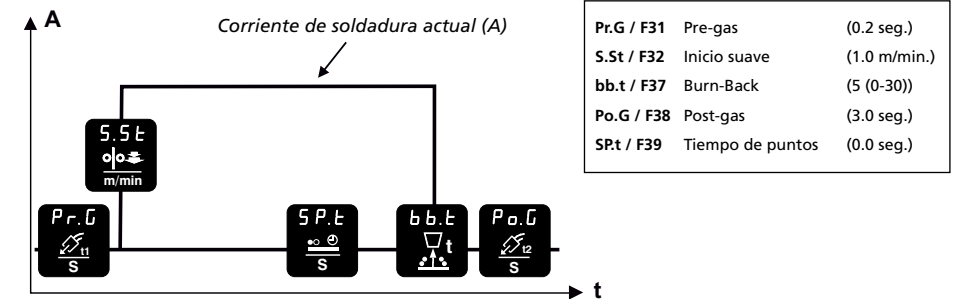 A
Corriente de soldadura actual (A)
S.St
m/min
Pr.G
t1
S
SP.t
S
bb.t
t
Po.G
t2
S
t
Pr.G / F31 Pre-gas (0.2 seg.)
S.St / F32 Inicio suave (1.0 m/min.)
bb.t / F37 Burn-Back (5 (0-30))
Po.G / F38 Post-gas (3.0 seg.)
SP.t / F39 Tiempo de puntos (0.0 seg.)